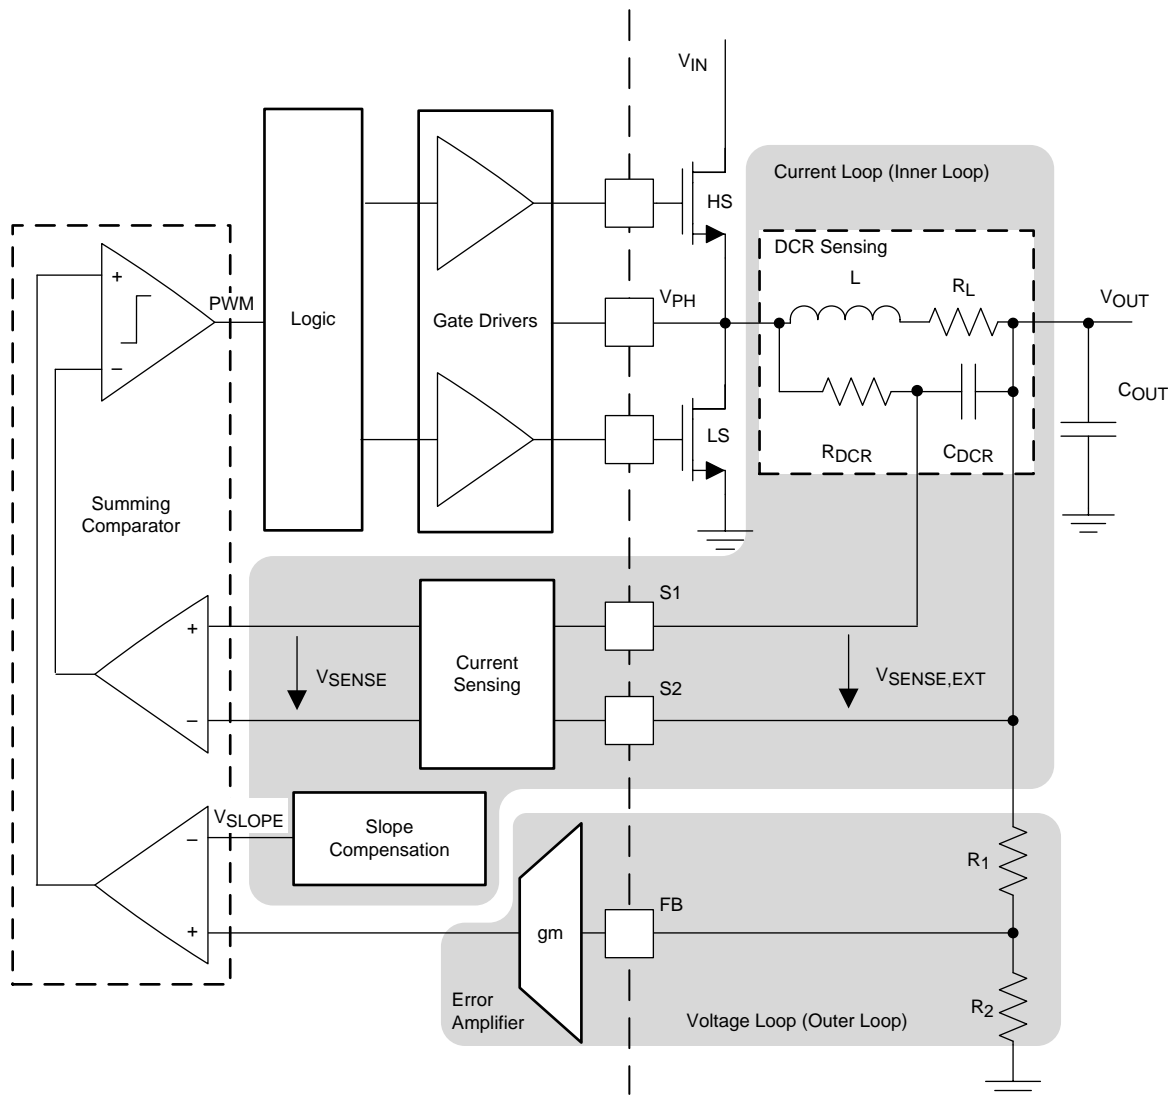 VIN
Current Loop (Inner Loop)
HS
DCR Sensing
L
RL
VOUT
+
PWM
Logic
Gate Drivers
VPH
−
COUT
LS
RDCR
CDCR
Summing
Comparator
S1
+
VSENSE
Current
Sensing
VSENSE,EXT
S2
−
VSLOPE
−
Slope
Compensation
R1
FB
+
gm
Error
Amplifier
Voltage Loop (Outer Loop)
R2